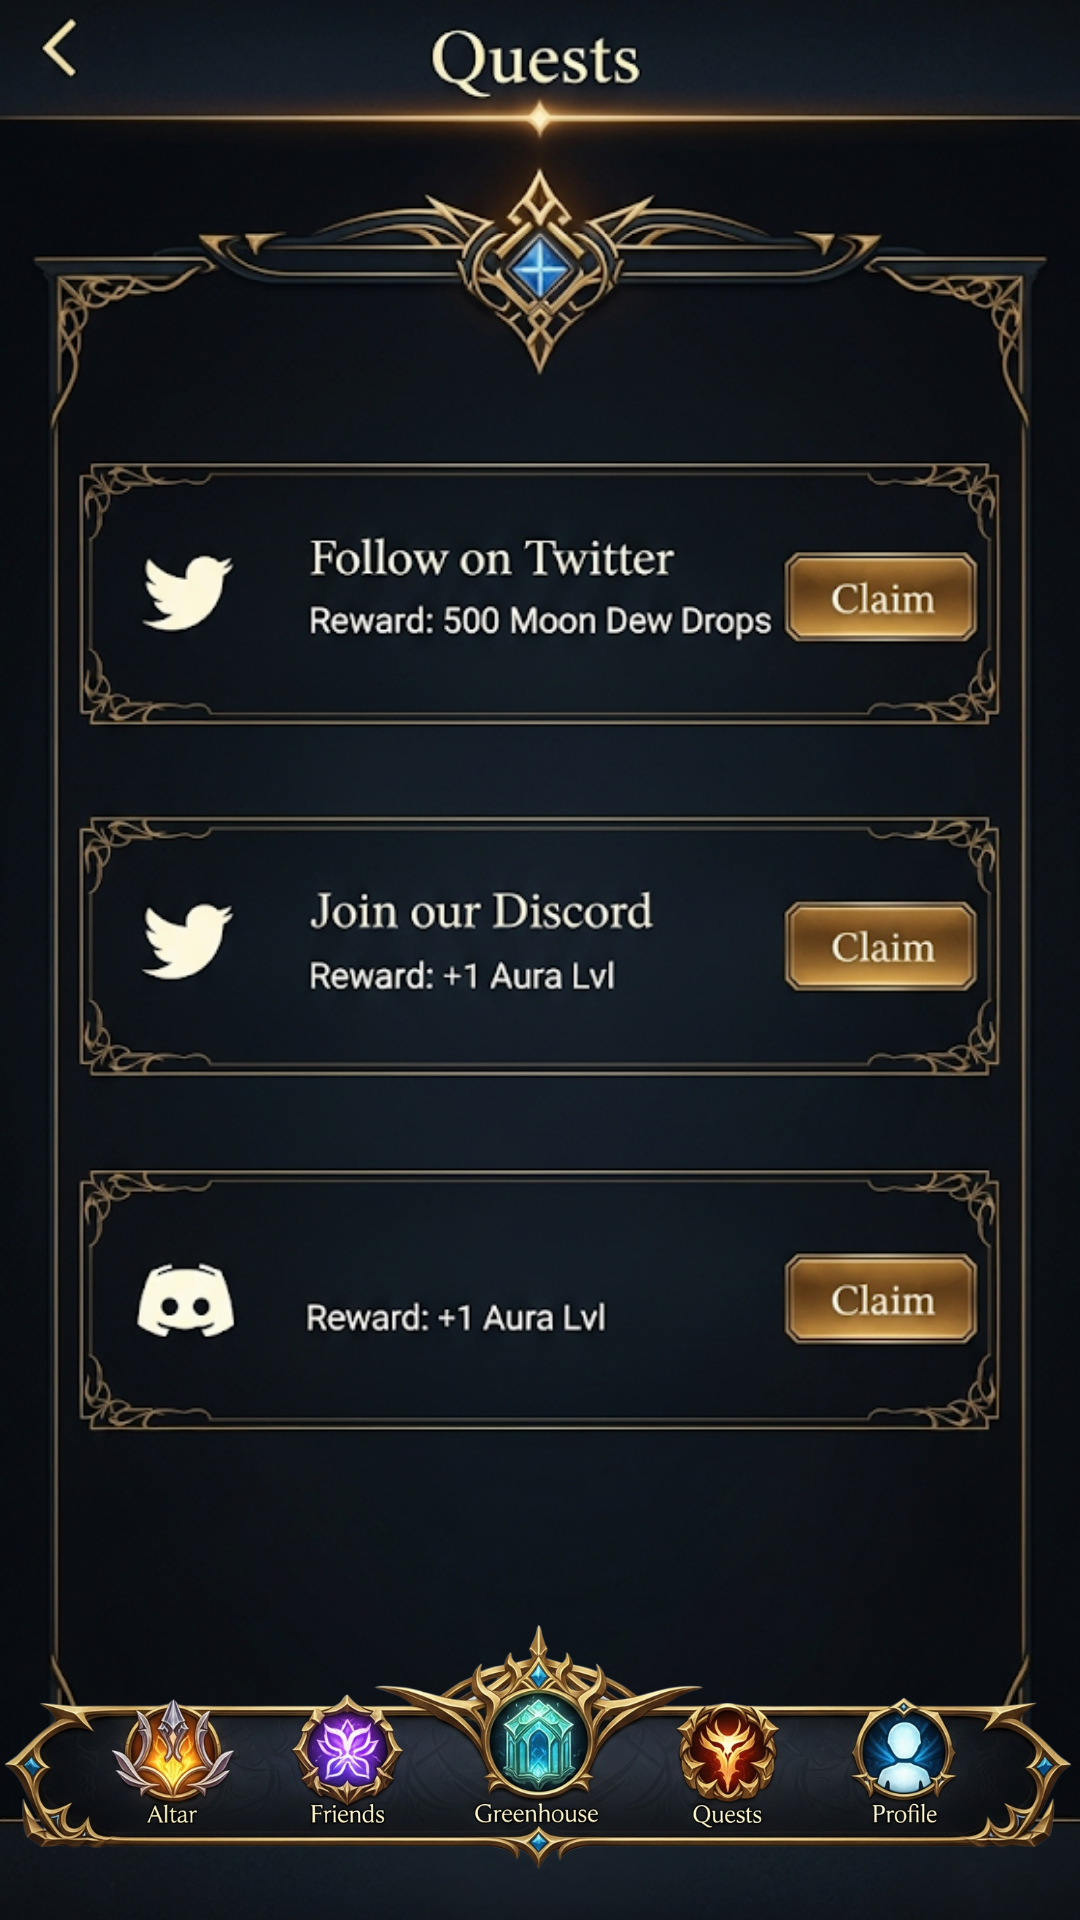 Quests
Follow on Twitter
Reward: 500 Moon Dew Drops
Claim
Join our Discord
Reward: +1 Aura Lvl
Claim
Reward: +1 Aura Lvl
Claim
Altar
Friends
Greenhouse
Quests
Profile